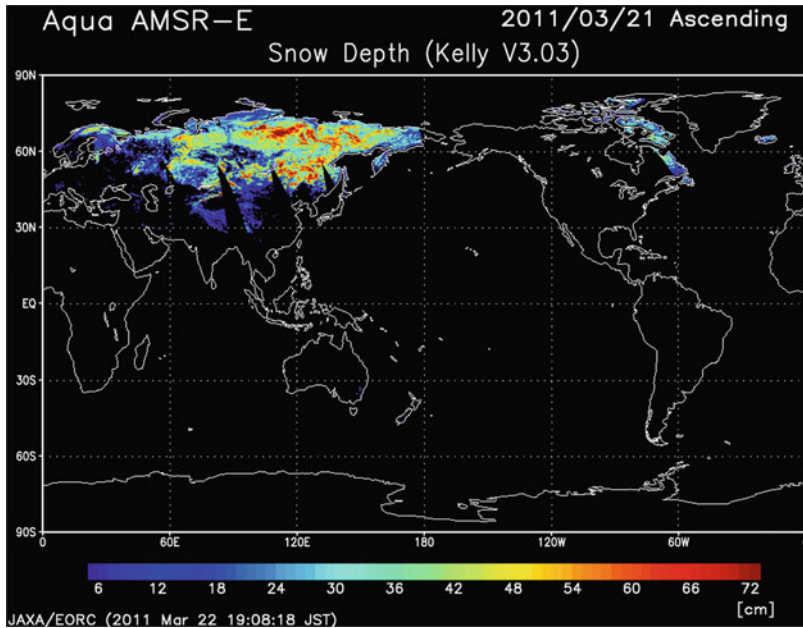 Aqua AMSR-E 2011/03/21 Ascending
Snow Depth (Kelly V3.03)
90N
60N
30N
EQ
30S
60S
90S
0 60E 120E 180 120W 60W 0
6 12 18 24 30 36 42 48 54 60 66 72
[cm]
JAXA/EORC (2011 Mar 22 19:08:18 JST)